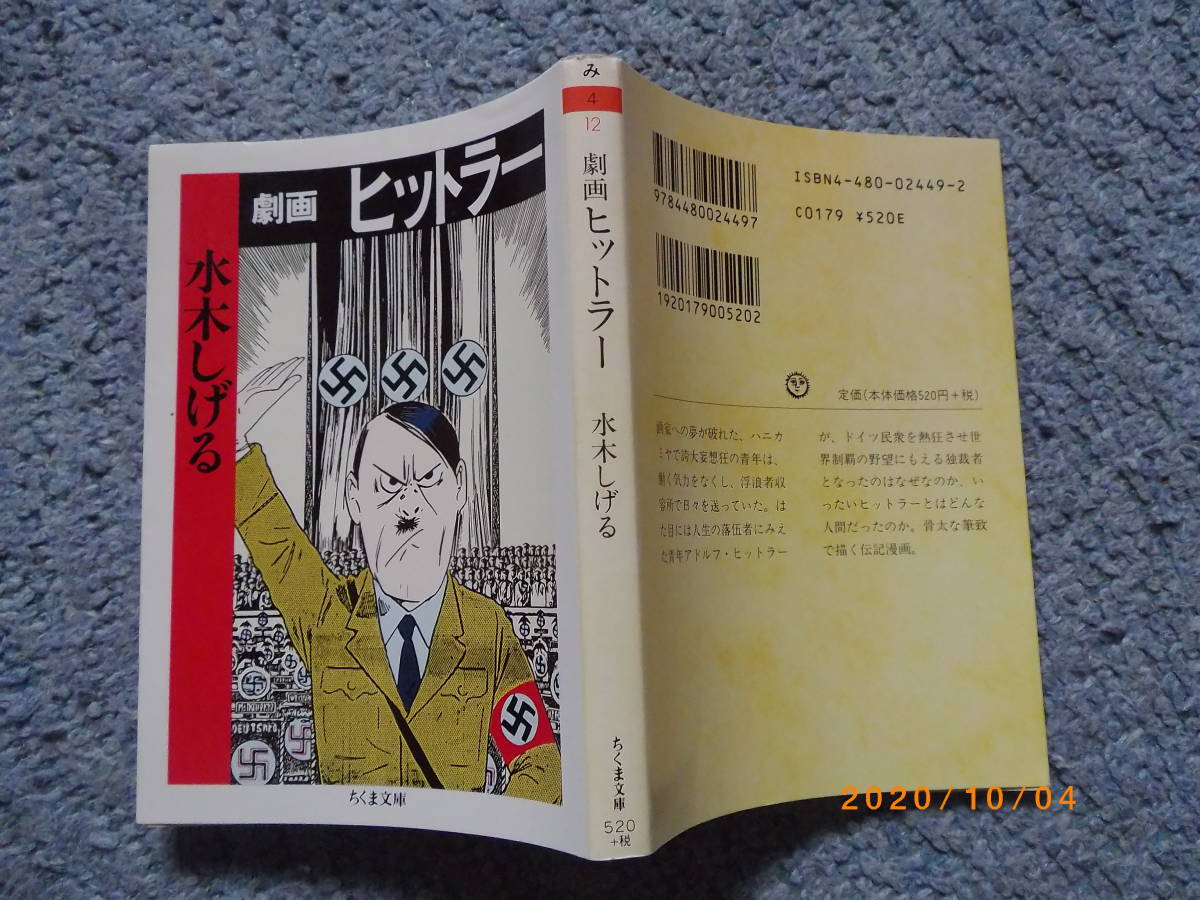 劇画 ヒットラー
水木しげる
ちくま文庫
み
4
12
劇画ヒットラー 水木しげる
ちくま文庫
520
+税
9784480024497
ISBN4-480-02449-2
C0179 ¥520E
1920179005202
定価(本体価格520円+税)
画家への夢が破れた、ハニカ
ミヤで誇大妄想狂の青年は、
働く気力をなくし、浮浪者収
容所で日々を送っていた。は
た目には人生の落伍者にみえ
た青年アドルフ・ヒットラー
が、ドイツ民衆を熱狂させ世
界制覇の野望にもえる独裁者
となったのはなぜなのか、い
ったいヒットラーとはどんな
人間だったのか。骨太な筆致
で描く伝記漫画。
2020/10/04